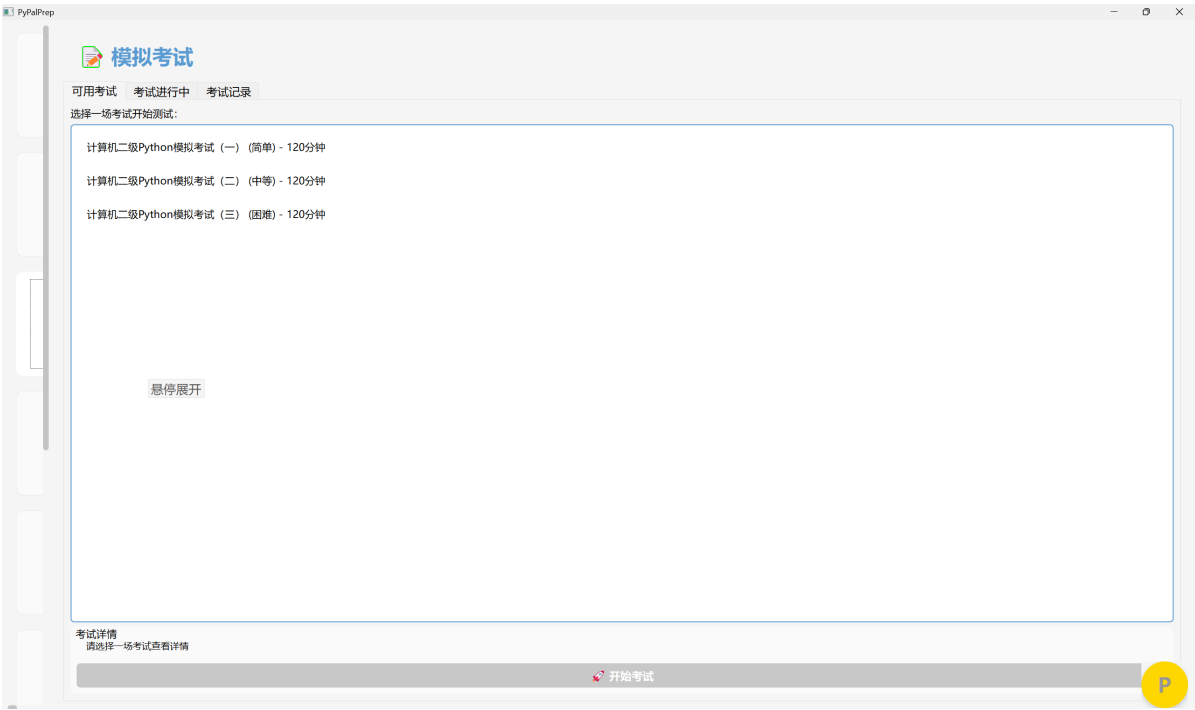 PyPalPrep
模拟考试
可用考试 考试进行中 考试记录
选择一场考试开始测试:
计算机二级Python模拟考试（一） (简单) - 120分钟
计算机二级Python模拟考试（二） (中等) - 120分钟
计算机二级Python模拟考试（三） (困难) - 120分钟
悬停展开
考试详情
请选择一场考试查看详情
开始考试
P